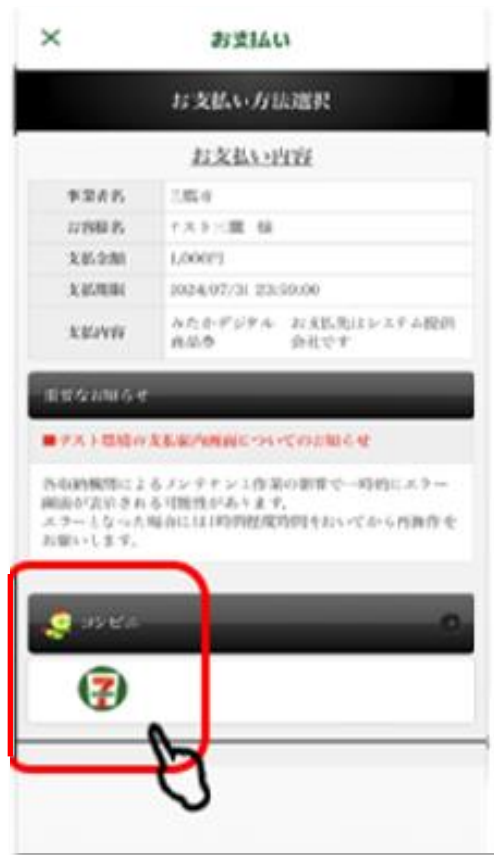 お支払い
お支払い方法選択
お支払い内容
事業者名 三鷹市
お客様名 テスト三鷹 様
支払金額 1,000円
支払期限 2024/07/31 23:59:00
支払内容 みたかデジタル商品券 お支払先はシステム提供会社です
重要なお知らせ
■テスト環境の支払案内画面についてのお知らせ
各収納機関によるメンテナンス作業の影響で一時的にエラー
画面が表示される可能性があります。
エラーとなった場合には1時間程度時間をおいてから再操作を
お願いします。
コンビニ
7